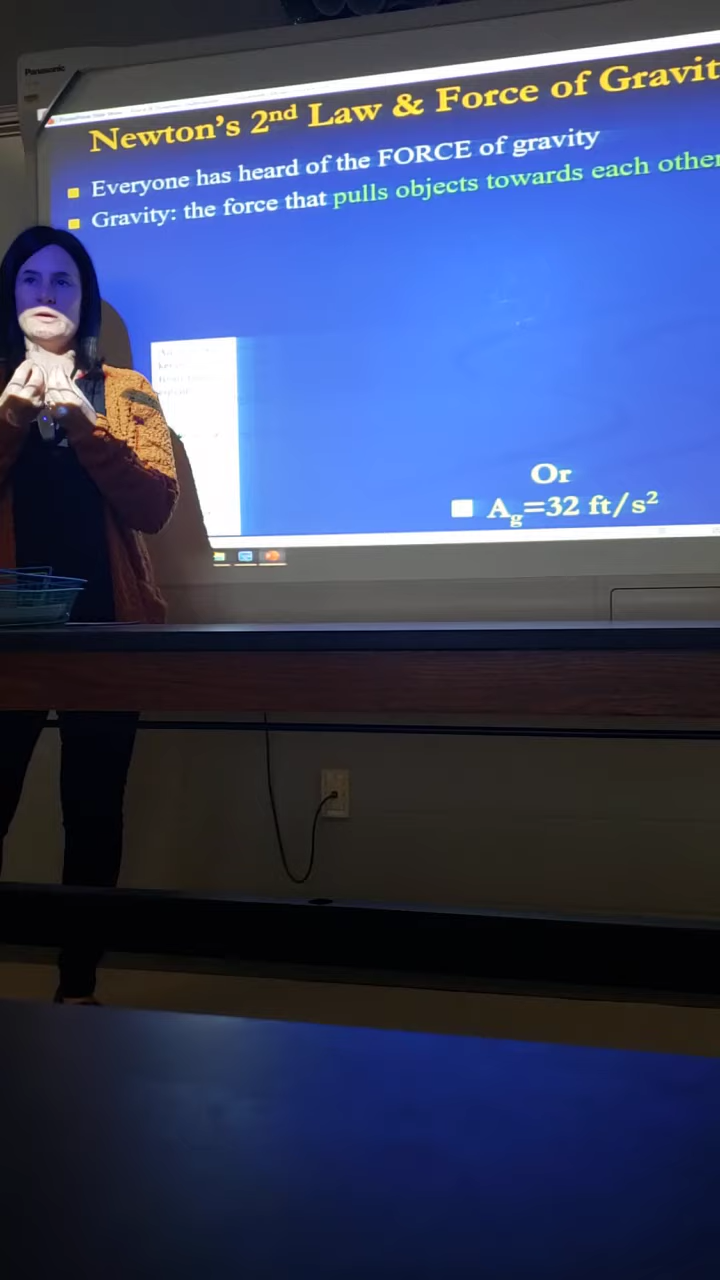 Panasonic
Newton's 2nd Law & Force of Gravit
Everyone has heard of the FORCE of gravity
Gravity: the force that pulls objects towards each other
Or
Ag=32 ft/s²